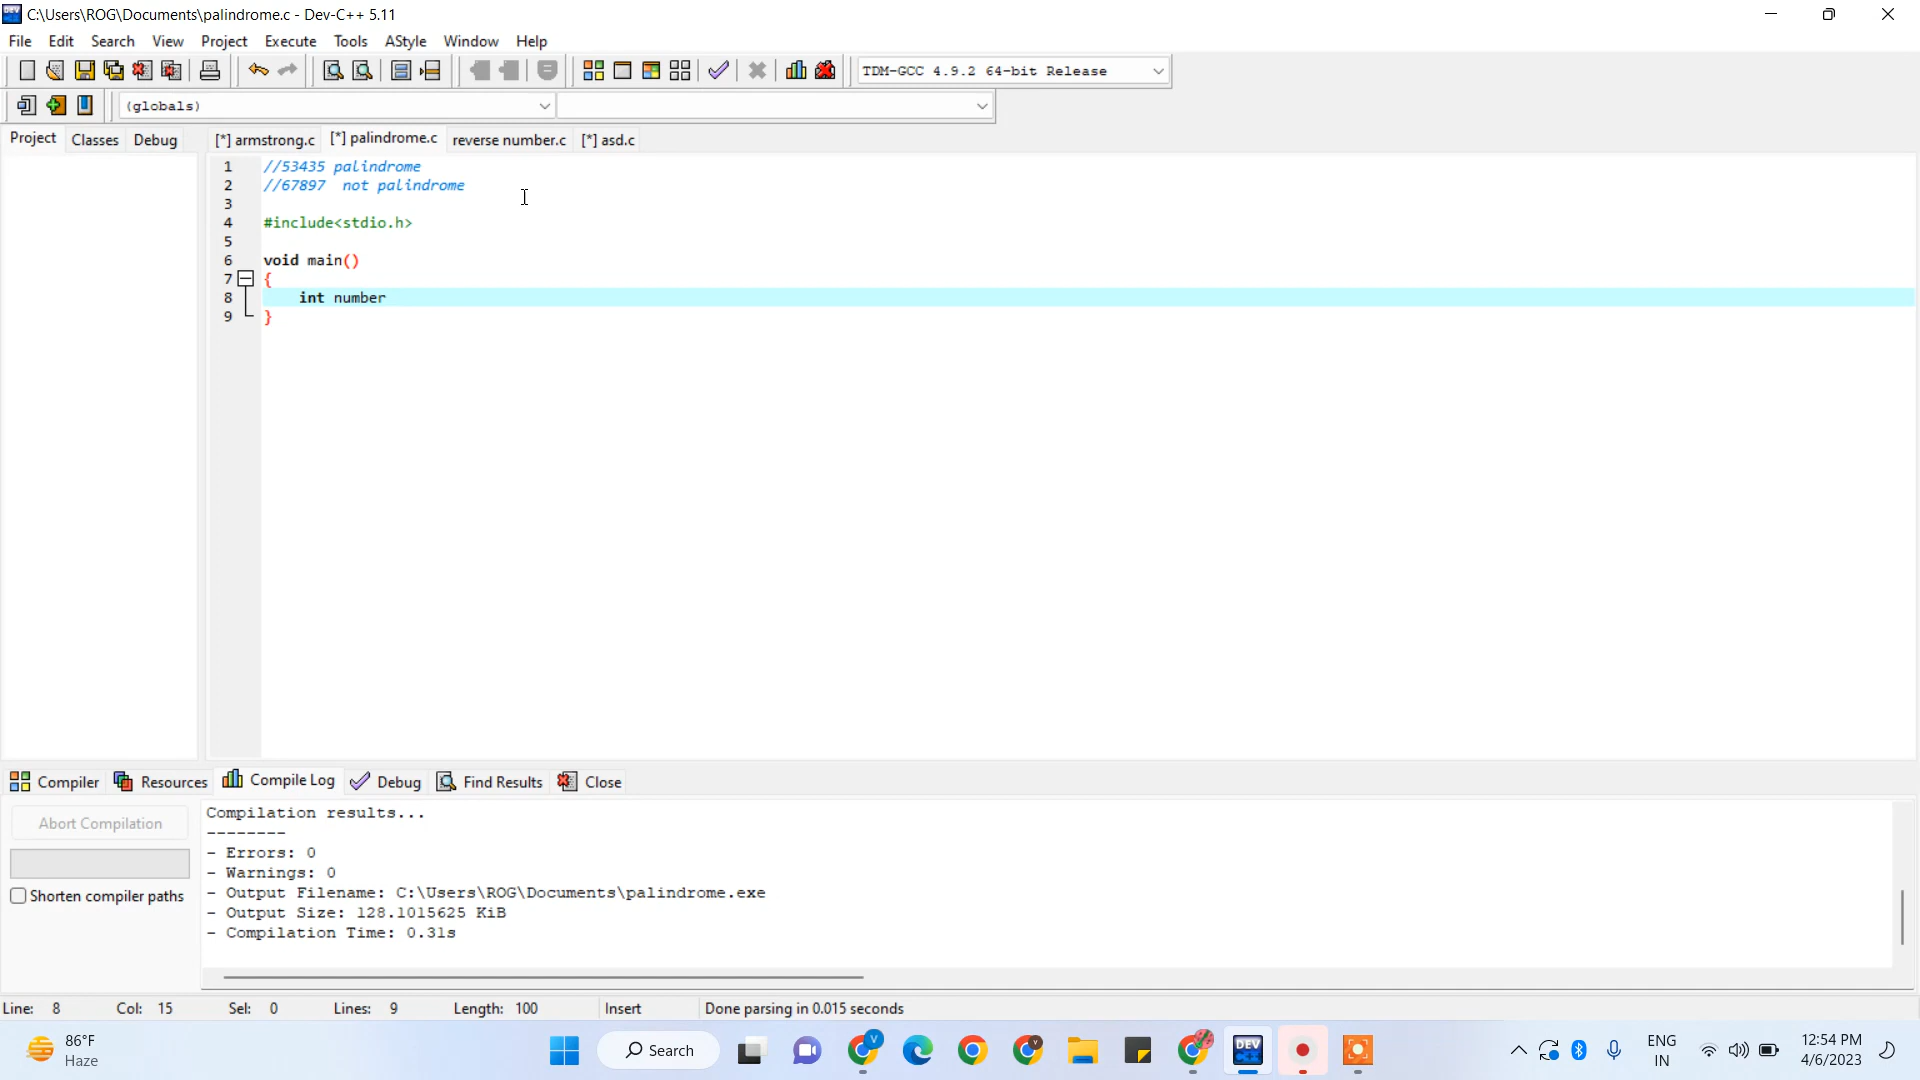 C:\Users\ROG\Documents\palindrome.c - Dev-C++ 5.11
File Edit Search View Project Execute Tools AStyle Window Help
TDM-GCC 4.9.2 64-bit Release
(globals)
Project Classes Debug [*] armstrong.c [*] palindrome.c reverse number.c [*] asd.c
1 //53435 palindrome
2 //67897 not palindrome
3
4 #include<stdio.h>
5
6 void main()
7 {
8 int number
9 }
Compiler Resources Compile Log Debug Find Results Close
Abort Compilation
Shorten compiler paths
Compilation results...
--------
- Errors: 0
- Warnings: 0
- Output Filename: C:\Users\ROG\Documents\palindrome.exe
- Output Size: 128.1015625 KiB
- Compilation Time: 0.31s
Line: 8 Col: 15 Sel: 0 Lines: 9 Length: 100 Insert Done parsing in 0.015 seconds
86°F
Haze
Search
V
DEV
C++
ENG
IN
12:54 PM
4/6/2023